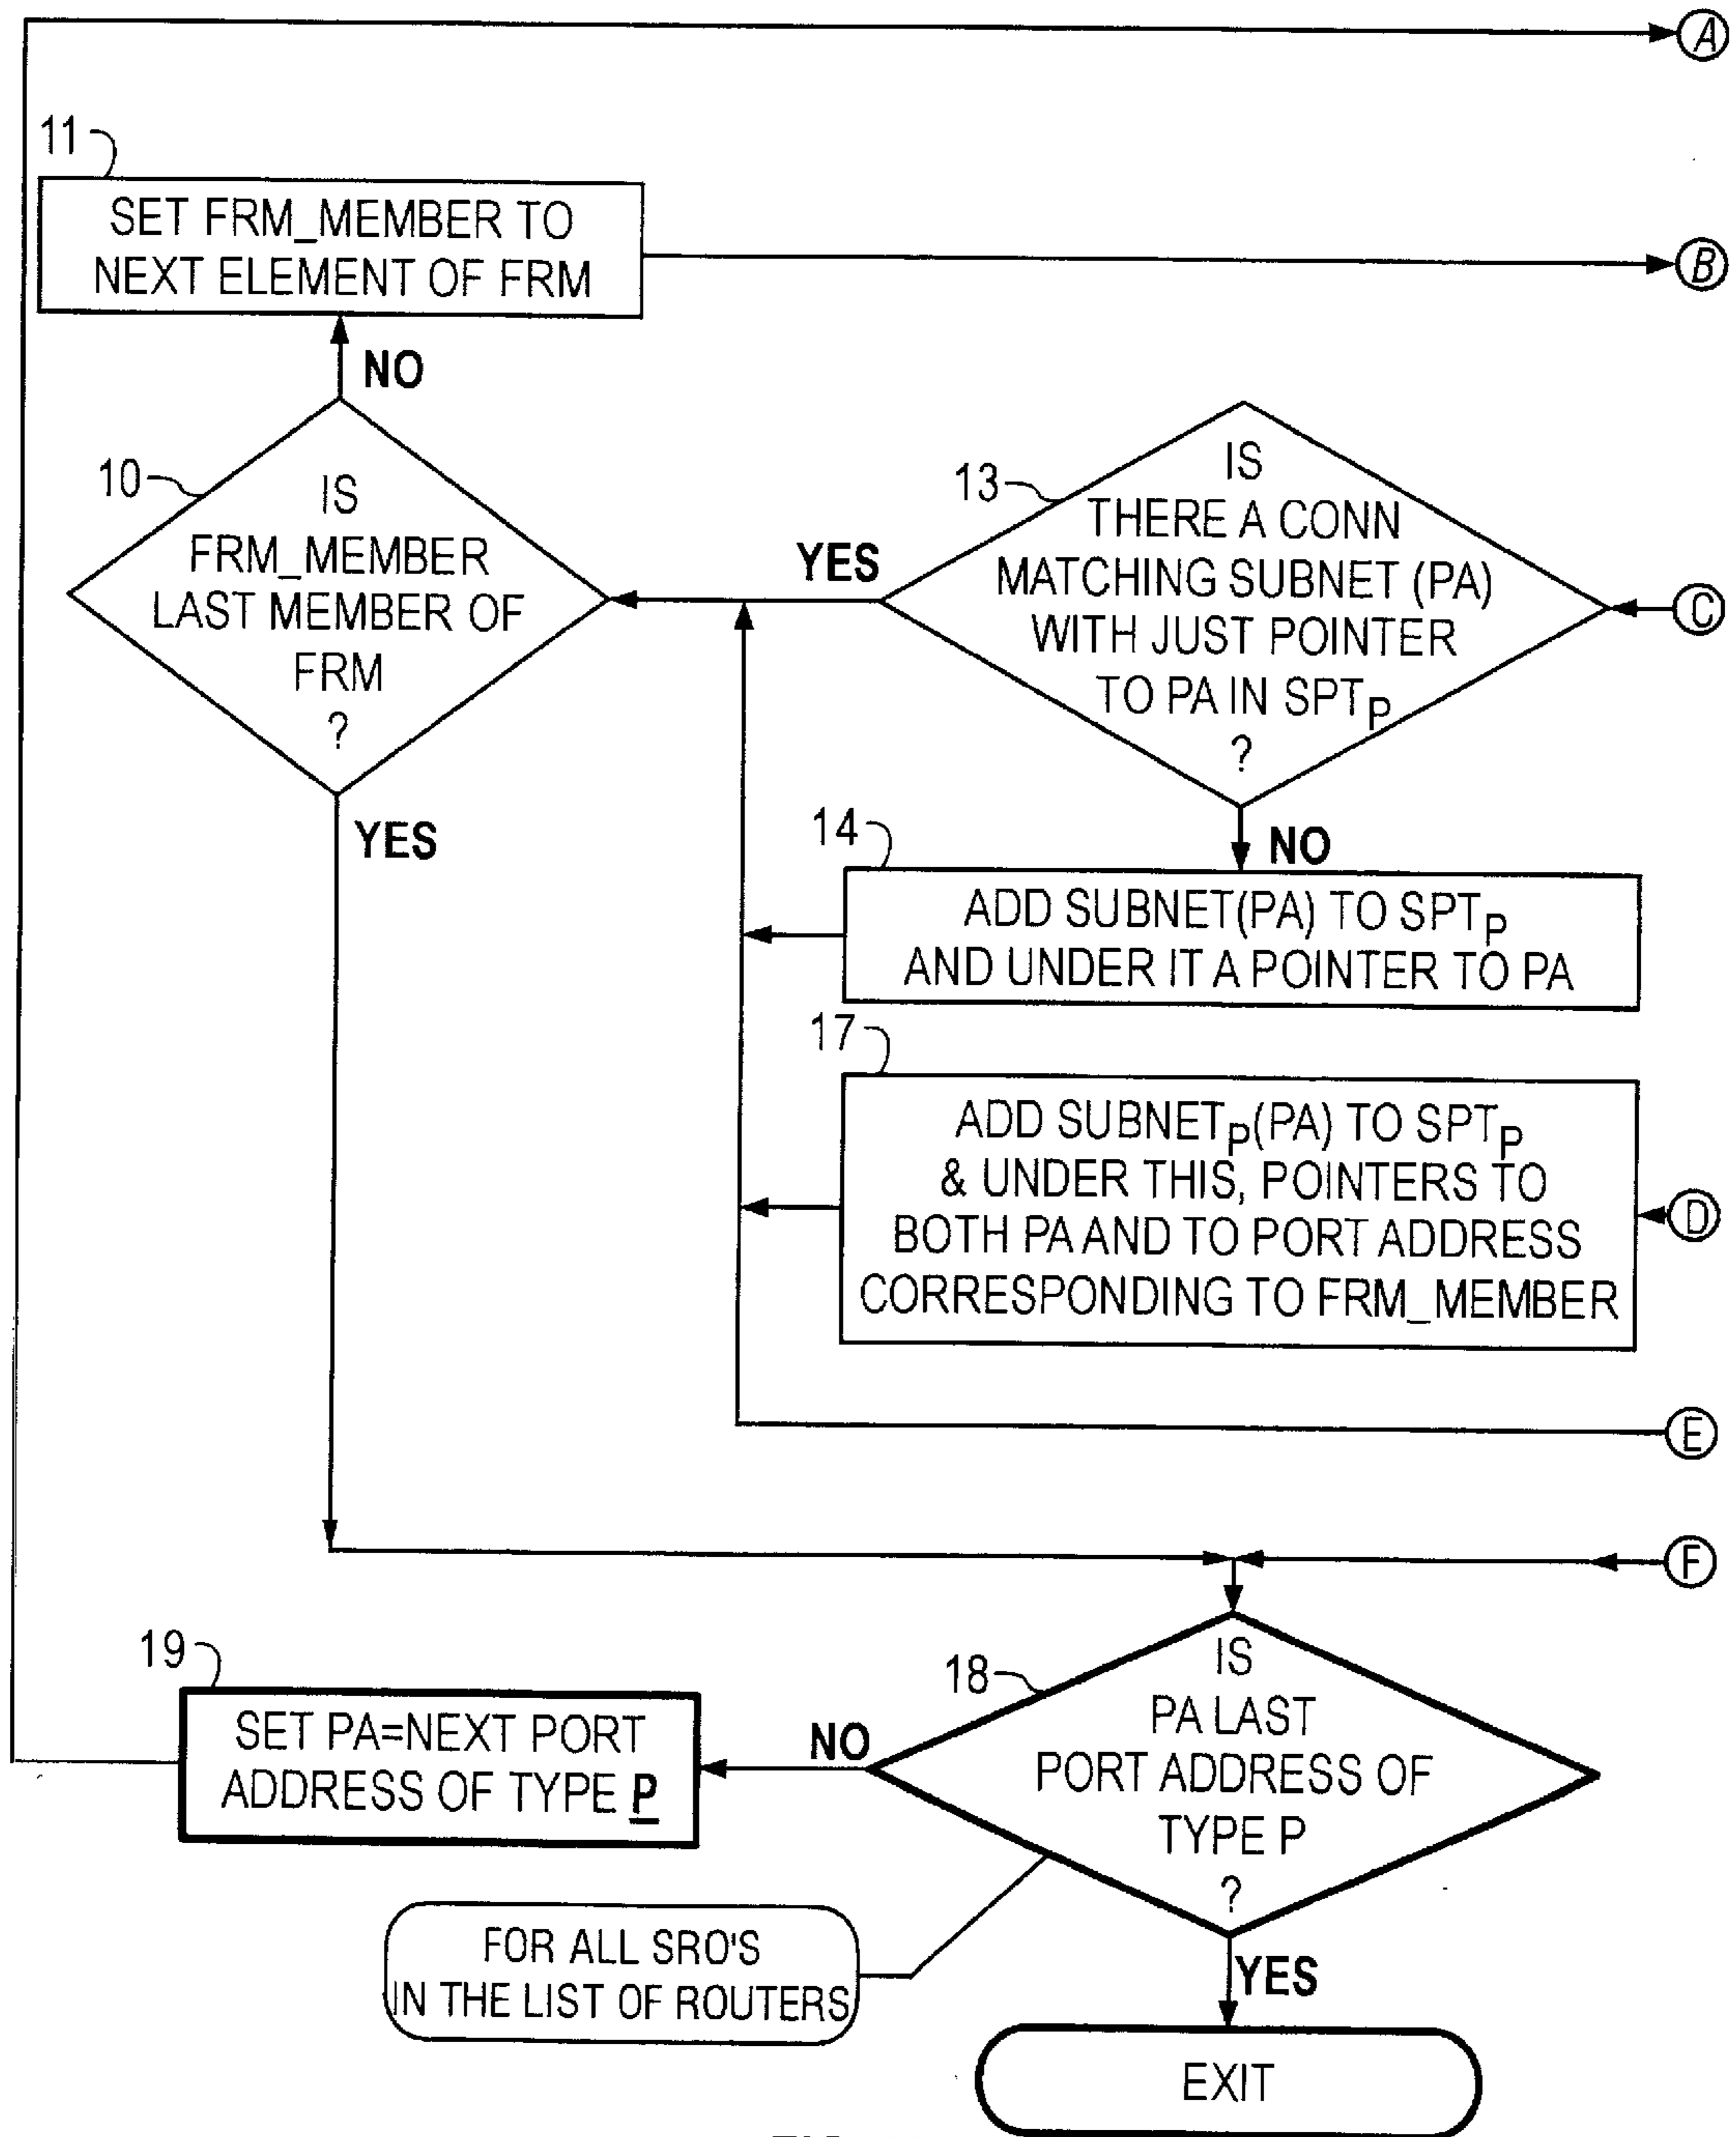 A
11
SET FRM_MEMBER TO
NEXT ELEMENT OF FRM
B
NO
10
IS
FRM_MEMBER
LAST MEMBER OF
FRM
?
YES
13
IS
THERE A CONN
MATCHING SUBNET (PA)
WITH JUST POINTER
TO PA IN SPTP
?
YES
C
NO
14
ADD SUBNET(PA) TO SPTP
AND UNDER IT A POINTER TO PA
17
ADD SUBNETP(PA) TO SPTP
& UNDER THIS, POINTERS TO
BOTH PA AND TO PORT ADDRESS
CORRESPONDING TO FRM_MEMBER
D
E
F
19
SET PA=NEXT PORT
ADDRESS OF TYPE P
NO
18
IS
PA LAST
PORT ADDRESS OF
TYPE P
?
FOR ALL SRO'S
IN THE LIST OF ROUTERS
YES
EXIT